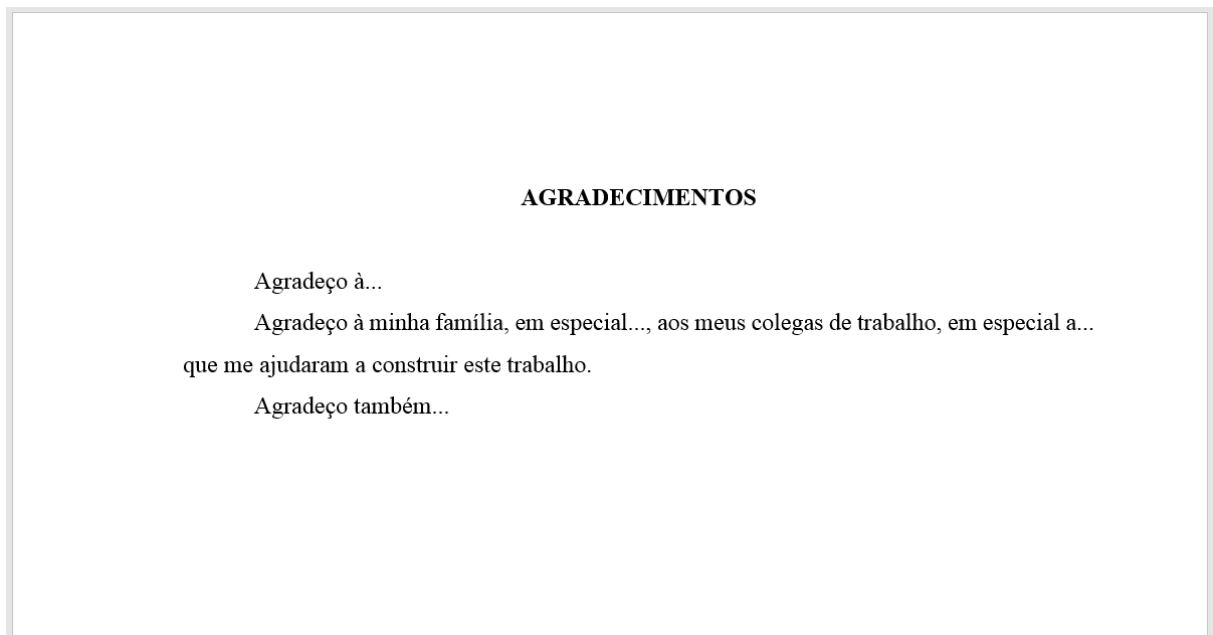 AGRADECIMENTOS
Agradeço à...
Agradeço à minha família, em especial..., aos meus colegas de trabalho, em especial a...
que me ajudaram a construir este trabalho.
Agradeço também...